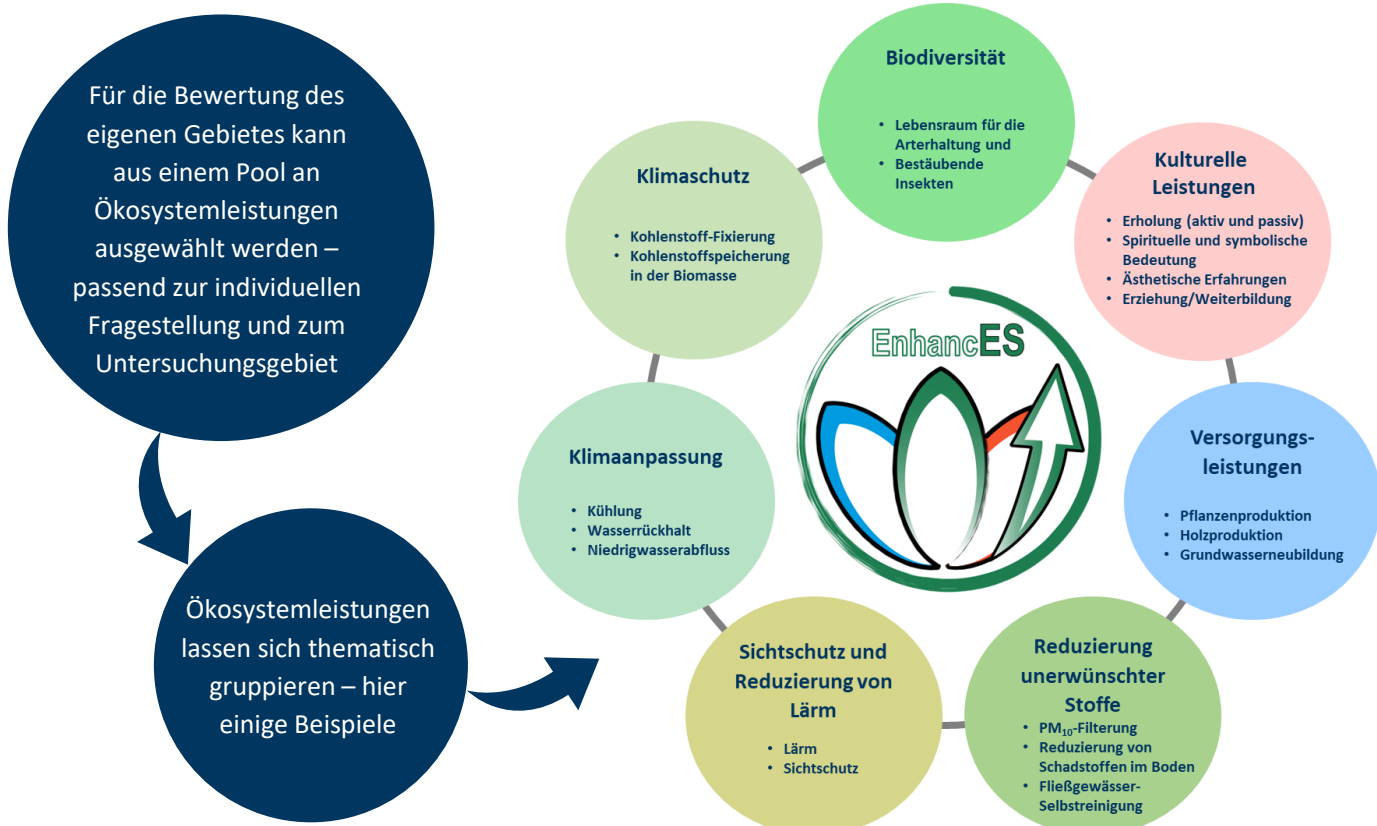 Für die Bewertung des
eigenen Gebietes kann
aus einem Pool an
Ökosystemleistungen
ausgewählt werden –
passend zur individuellen
Fragestellung und zum
Untersuchungsgebiet
Ökosystemleistungen
lassen sich thematisch
gruppieren – hier
einige Beispiele
Biodiversität
• Lebensraum für die
Arterhaltung und
• Bestäubende
Insekten
Kulturelle
Leistungen
• Erholung (aktiv und passiv)
• Spirituelle und symbolische
Bedeutung
• Ästhetische Erfahrungen
• Erziehung/Weiterbildung
Versorgungs-
leistungen
• Pflanzenproduktion
• Holzproduktion
• Grundwasserneubildung
Reduzierung
unerwünschter
Stoffe
• PM₁₀-Filterung
• Reduzierung von
Schadstoffen im Boden
• Fließgewässer-
Selbstreinigung
Sichtschutz und
Reduzierung von
Lärm
• Lärm
• Sichtschutz
Klimaanpassung
• Kühlung
• Wasserrückhalt
• Niedrigwasserabfluss
Klimaschutz
• Kohlenstoff-Fixierung
• Kohlenstoffspeicherung
in der Biomasse
EnhancES